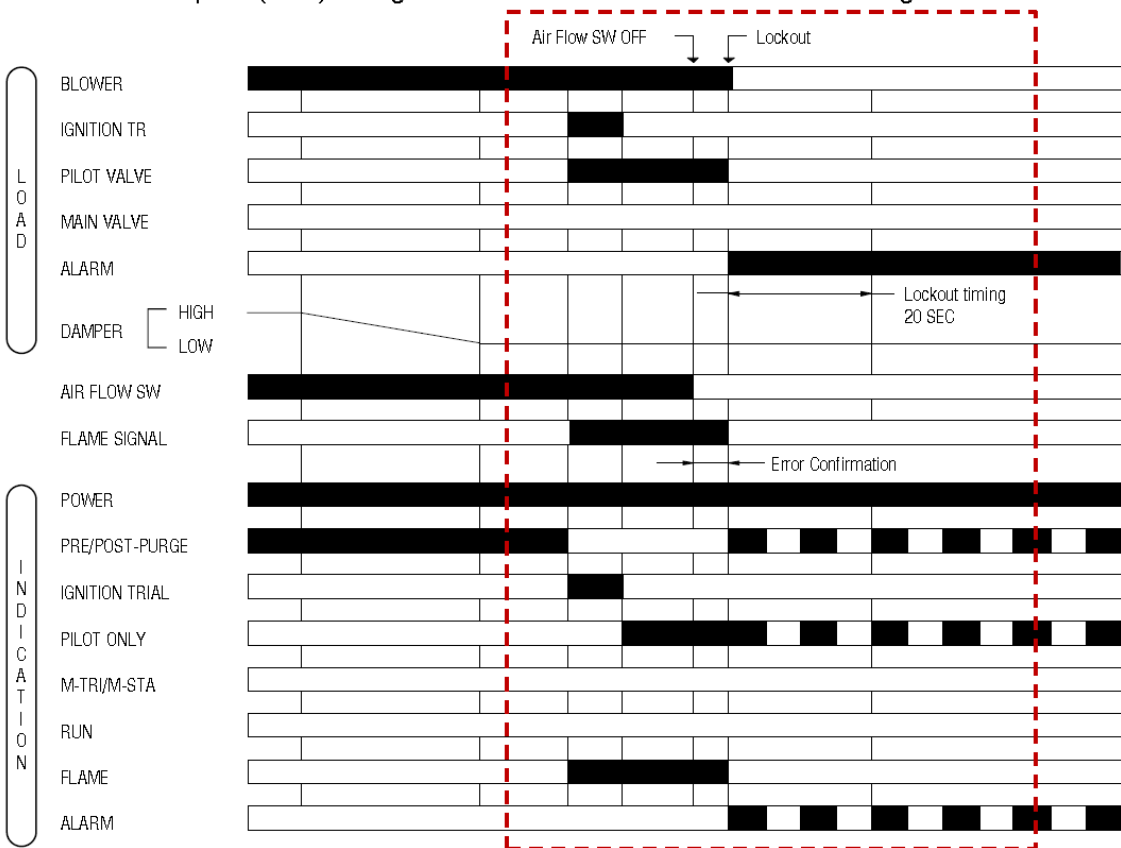 Air Flow SW OFF
Lockout
LOAD
BLOWER
IGNITION TR
PILOT VALVE
MAIN VALVE
ALARM
Lockout timing
20 SEC
DAMPER
HIGH
LOW
AIR FLOW SW
FLAME SIGNAL
Error Confirmation
INDICATION
POWER
PRE/POST-PURGE
IGNITION TRIAL
PILOT ONLY
M-TRI/M-STA
RUN
FLAME
ALARM